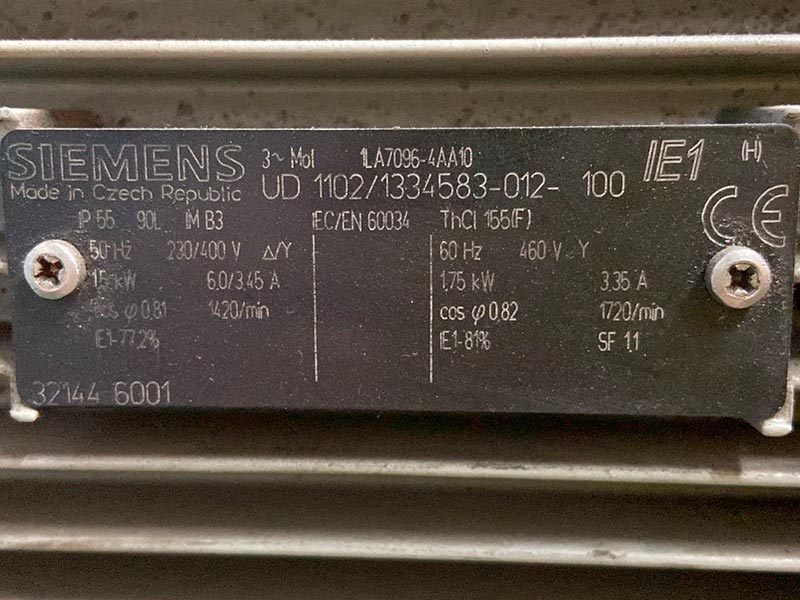 SIEMENS 3~ Mot 1LA7096-4AA10 IE1 (H)
Made in Czech Republic UD 1102/1334583-012- 100
IP 55 90L IM B3 IEC/EN 60034 ThCl 155(F) CE
50 Hz 230/400 V Δ/Y 60 Hz 460 V Y
1,5 kW 6.0/3.45 A 1,75 kW 3.35 A
cos φ 0.81 1420/min cos φ 0.82 1720/min
IE1-77.2% IE1-81% SF 1.1
32144 6001